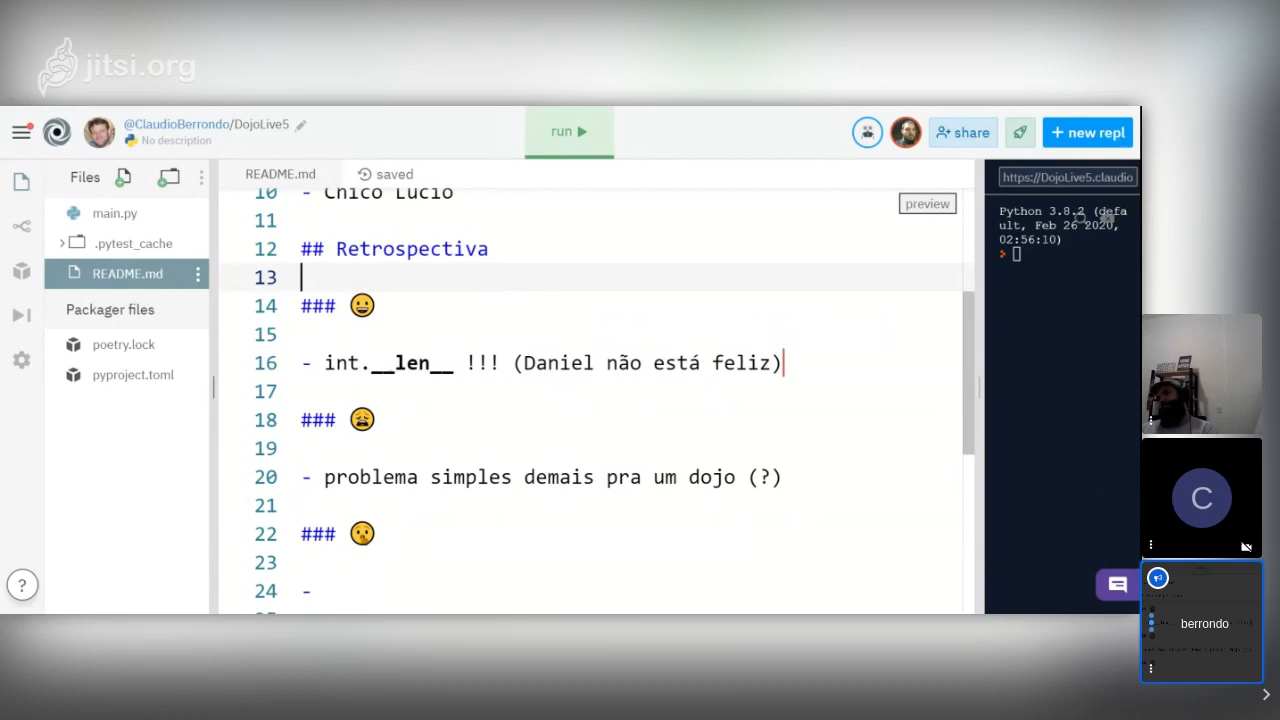 jitsi.org
@ClaudioBerrondo/DojoLive5
No description
run
share
+ new repl
Files
README.md
saved
https://DojoLive5.claudio
main.py
.pytest_cache
README.md
Packager files
poetry.lock
pyproject.toml
preview
10 - Chico Lucio
11
12 ## Retrospectiva
13
14 ### 😀
15
16 - int.__len__ !!! (Daniel não está feliz)
17
18 ### 😩
19
20 - problema simples demais pra um dojo (?)
21
22 ### 🤫
23
24 -
Python 3.8.2 (defa
ult, Feb 26 2020,
02:56:10)
?
C
berrondo